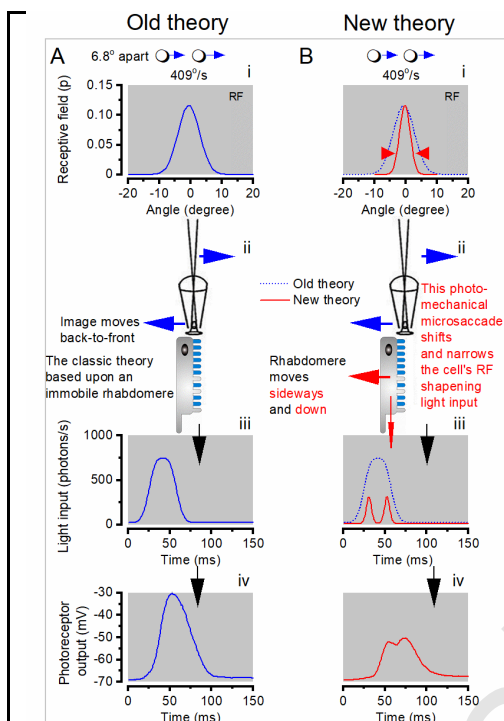 Old theory
New theory
A
6.8° apart
409°/s
i
RF
Receptive field (p)
0.15
0.10
0.05
0
-20 -10 0 10 20
Angle (degree)
ii
Image moves
back-to-front
The classic theory
based upon an
immobile rhabdomere
iii
Light input (photons/s)
1000
500
0
0 50 100 150
Time (ms)
iv
Photoreceptor
output (mV)
-30
-40
-50
-60
-70
0 50 100 150
Time (ms)
B
409°/s
i
RF
-20 -10 0 10 20
Angle (degree)
ii
Old theory
New theory
This photo-
mechanical
microsaccade
shifts
and narrows
the cell's RF
shapening
light input
Rhabdomere
moves
sideways
and down
iii
0 50 100 150
Time (ms)
iv
0 50 100 150
Time (ms)